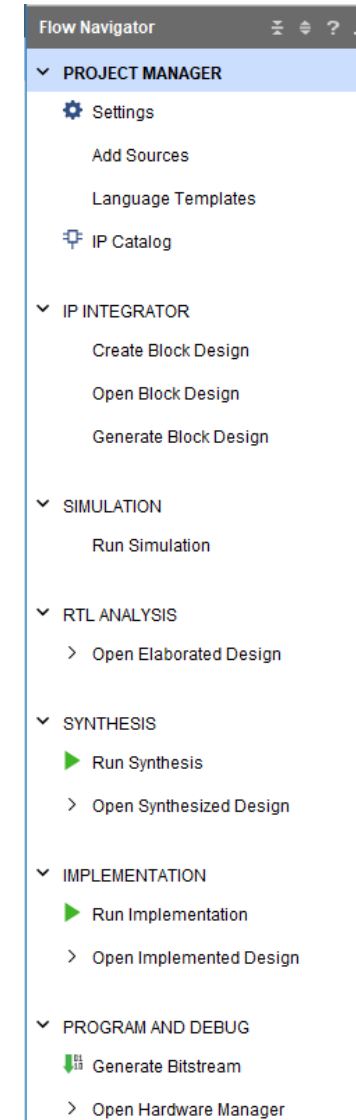 Flow Navigator ?
PROJECT MANAGER
Settings
Add Sources
Language Templates
IP Catalog
IP INTEGRATOR
Create Block Design
Open Block Design
Generate Block Design
SIMULATION
Run Simulation
RTL ANALYSIS
Open Elaborated Design
SYNTHESIS
Run Synthesis
Open Synthesized Design
IMPLEMENTATION
Run Implementation
Open Implemented Design
PROGRAM AND DEBUG
Generate Bitstream
Open Hardware Manager